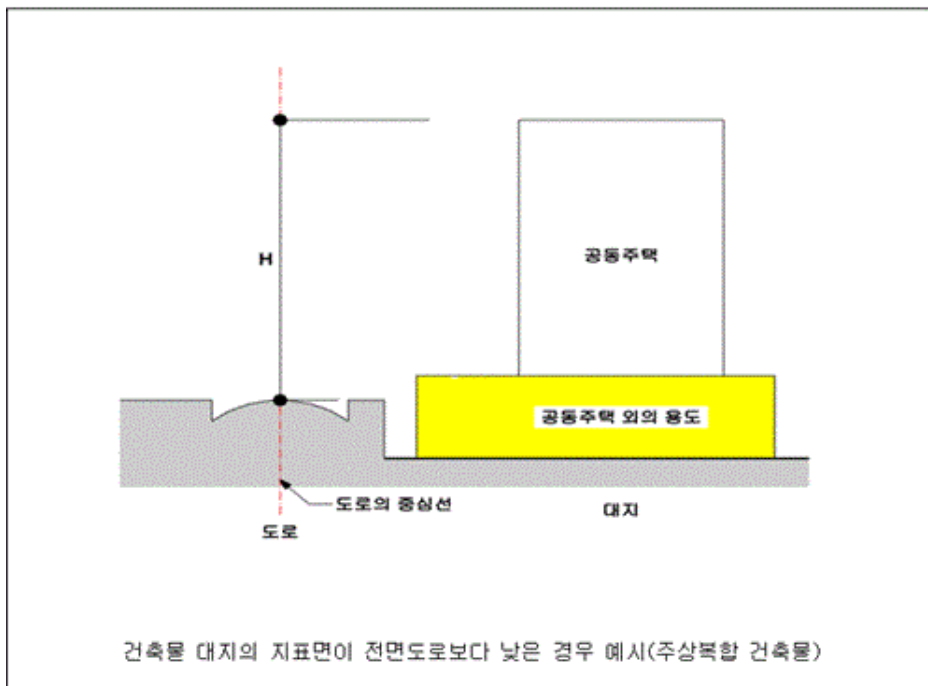 H
공동주택
공동주택 외의 용도
도로의 중심선
대지
도로
건축물 대지의 지표면이 전면도로보다 낮은 경우 예시(주상복합 건축물)